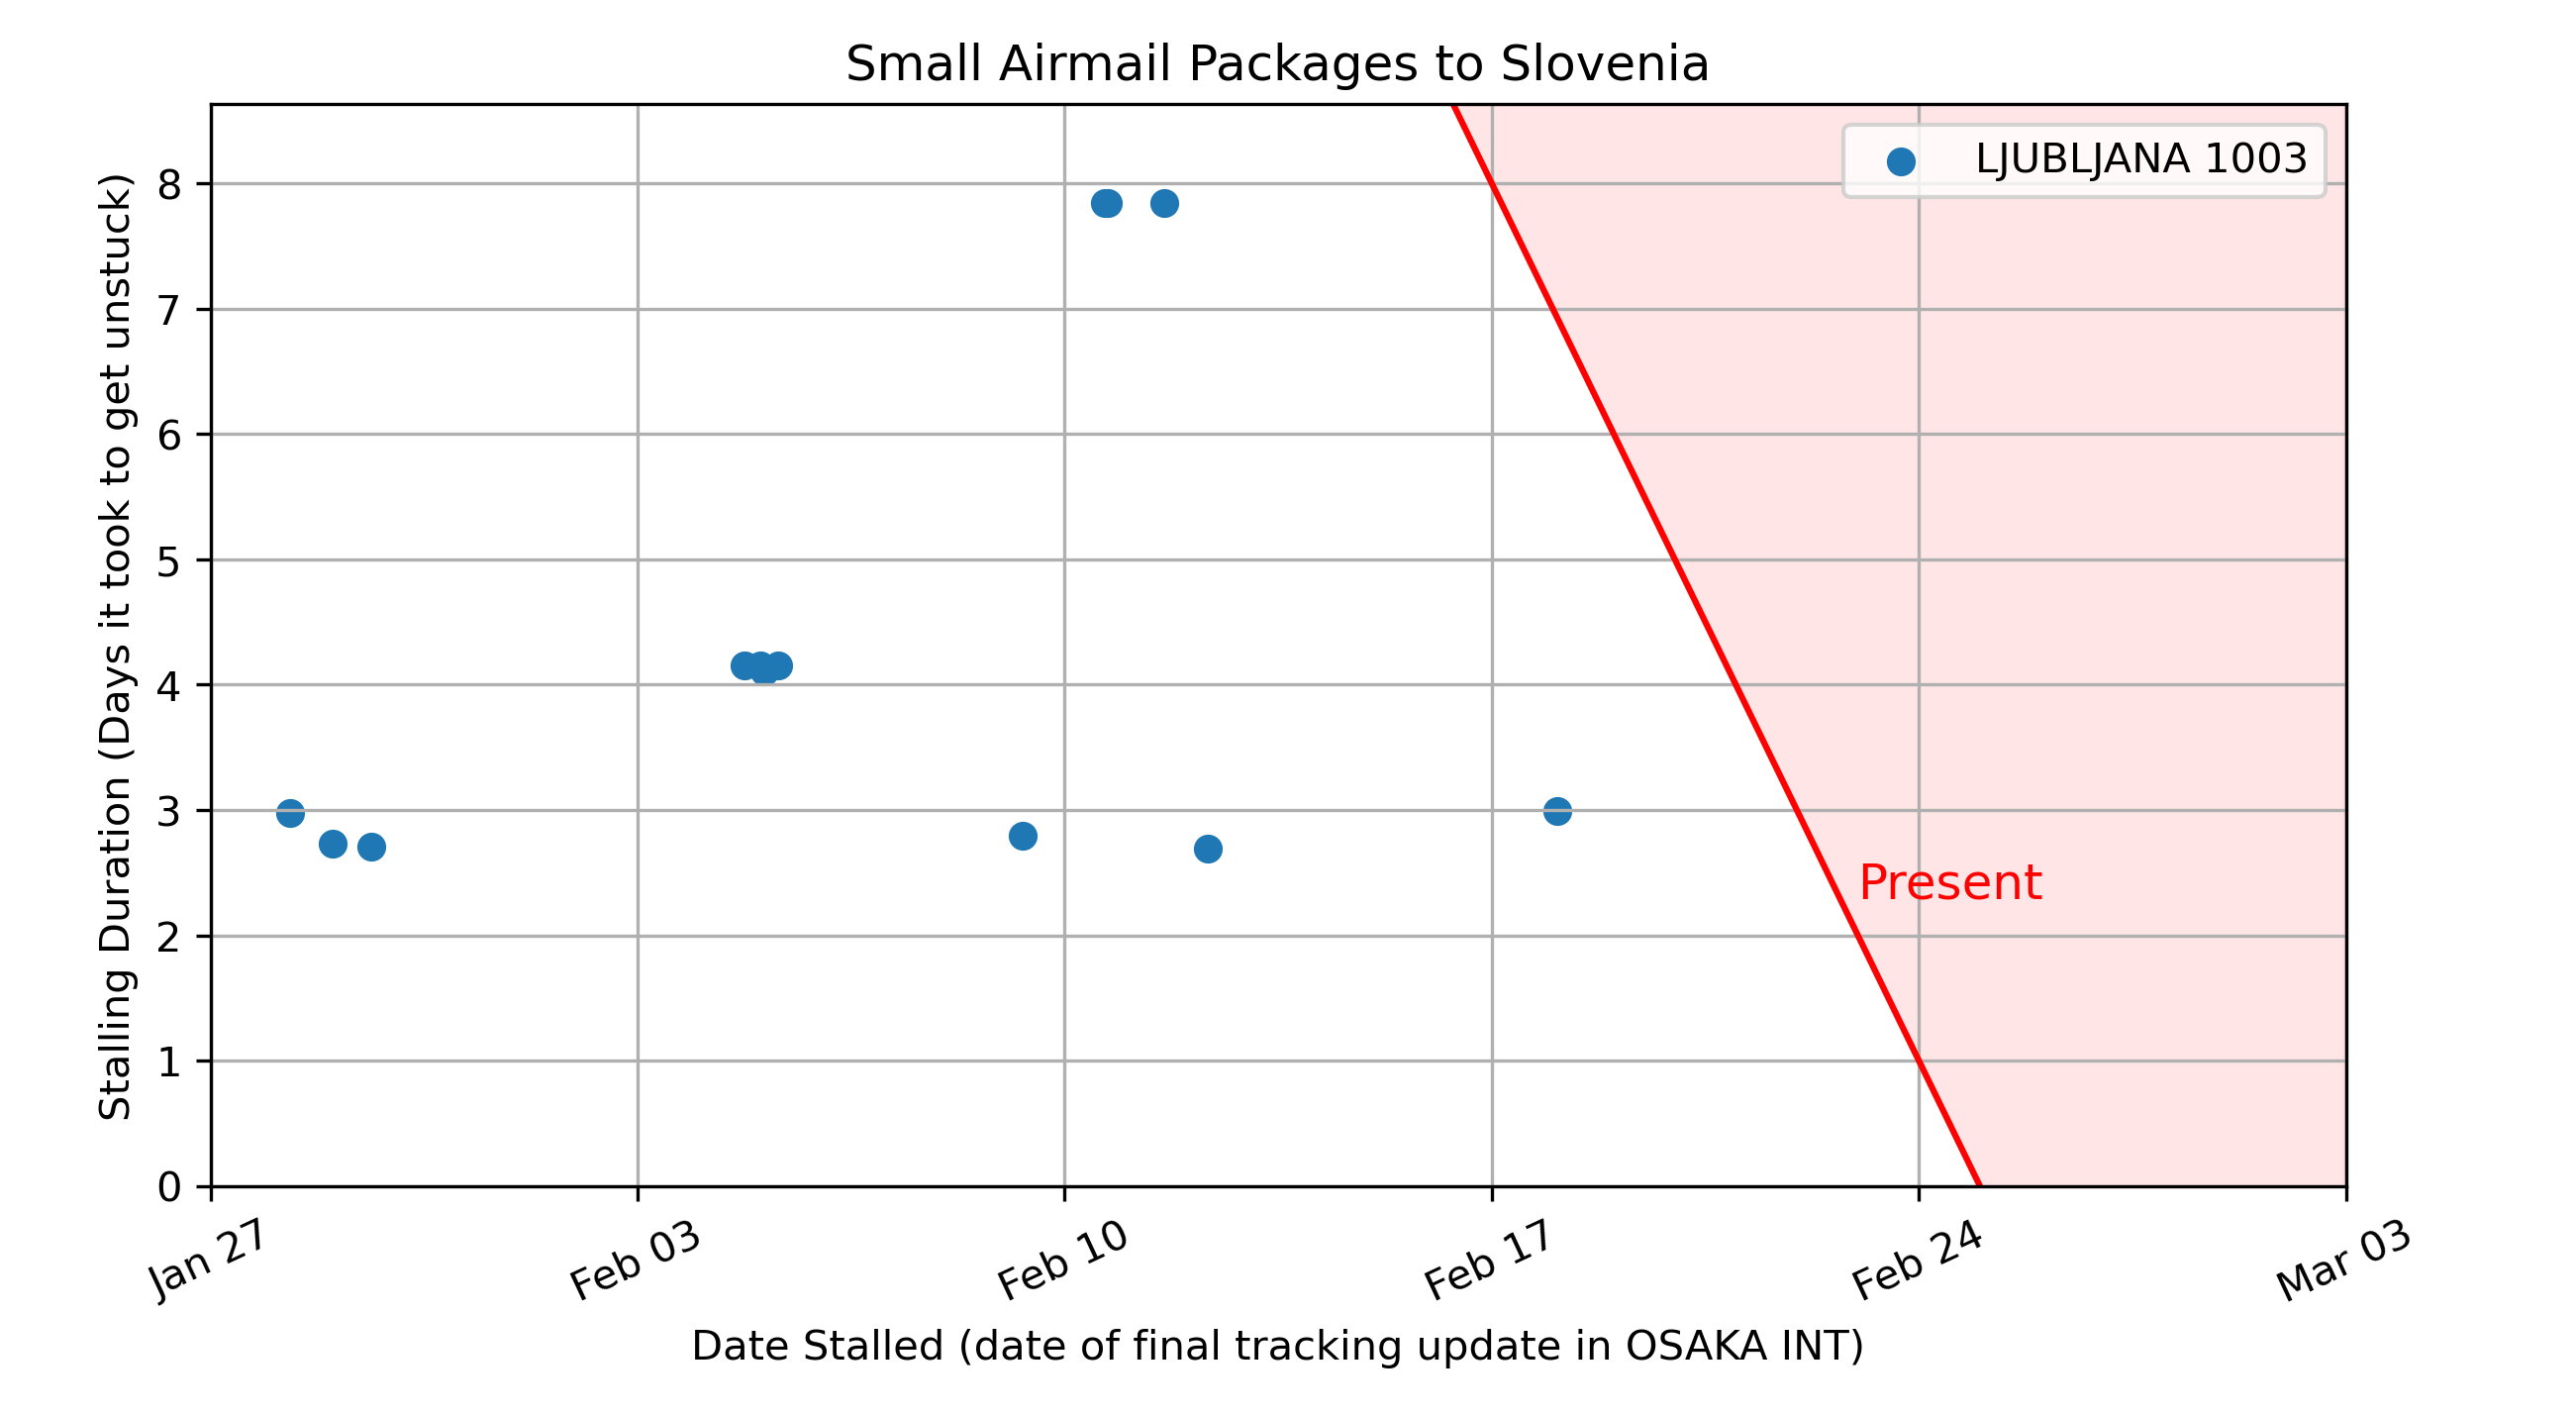 Small Airmail Packages to Slovenia
LJUBLJANA 1003
Stalling Duration (Days it took to get unstuck)
8
7
6
5
4
3
2
1
0
Present
Jan 27
Feb 03
Feb 10
Feb 17
Feb 24
Mar 03
Date Stalled (date of final tracking update in OSAKA INT)